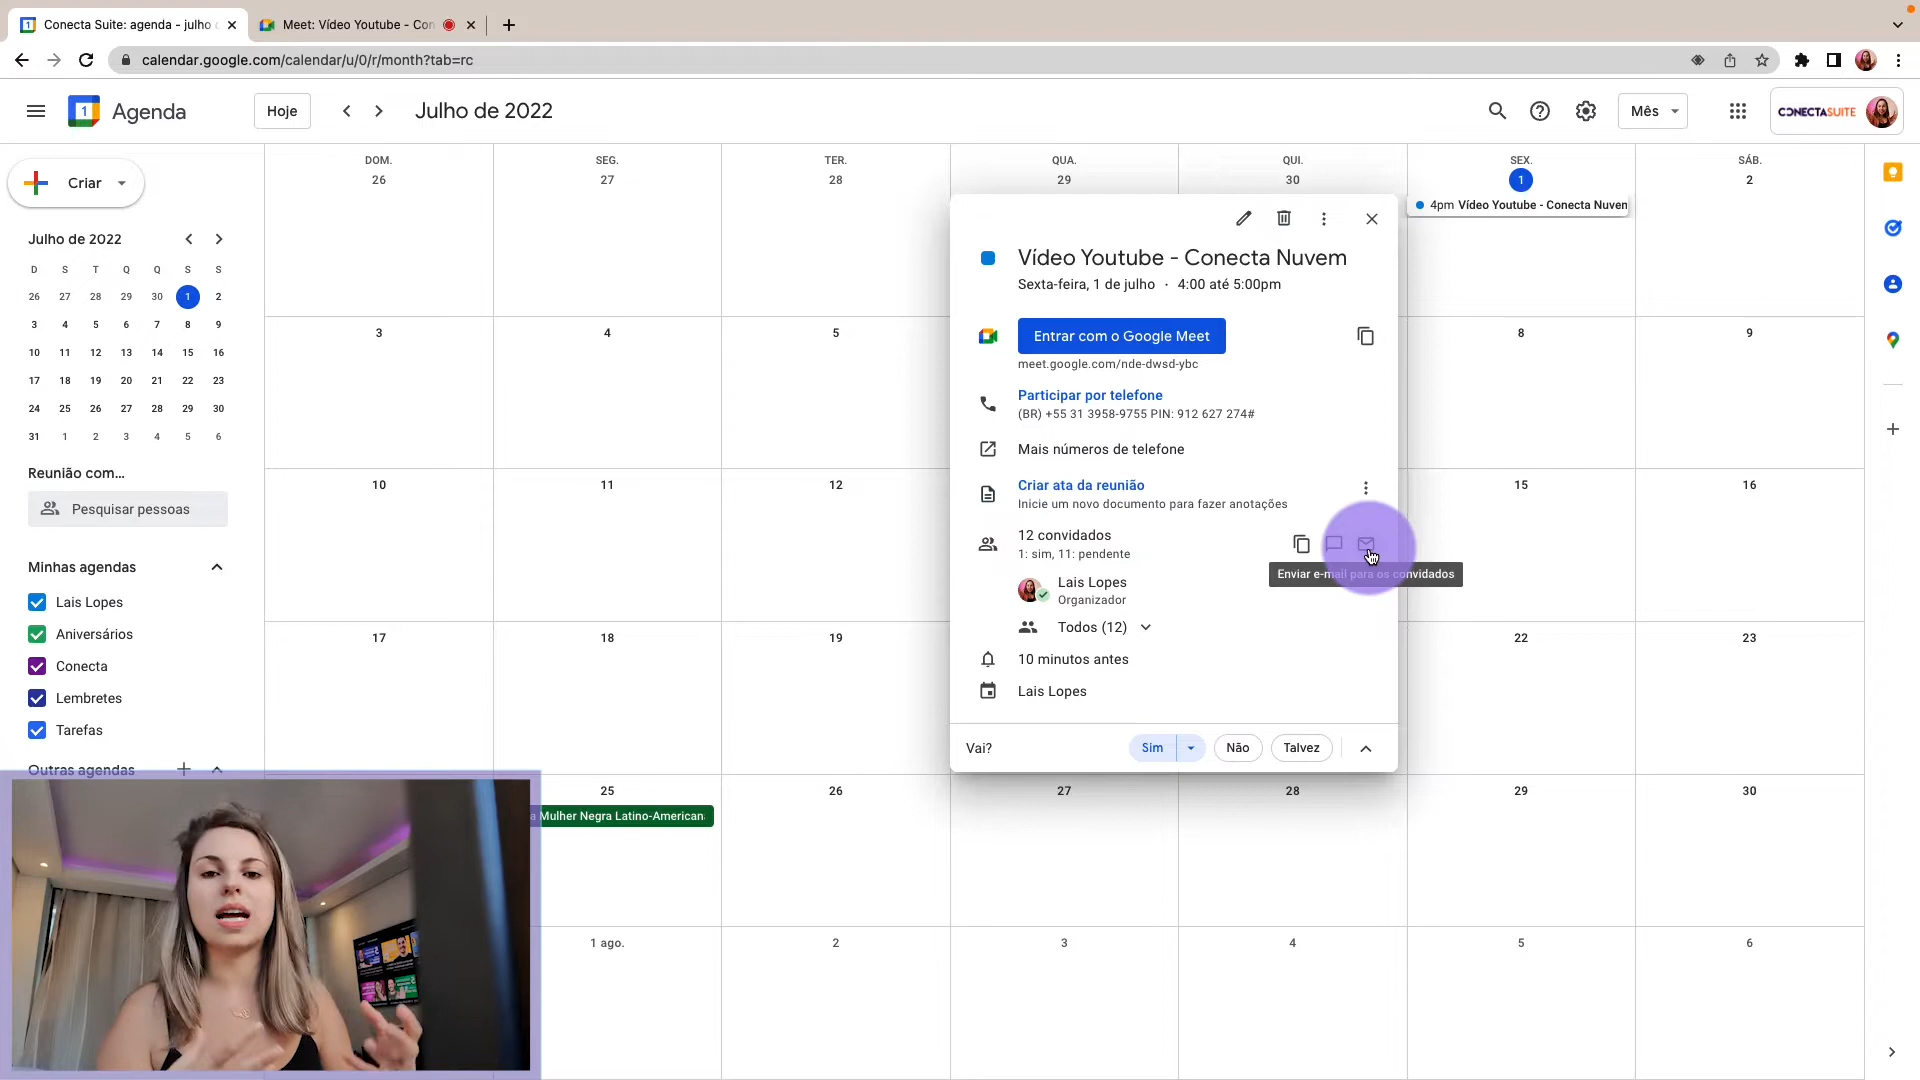 Conecta Suite: agenda - julho
Meet: Vídeo Youtube - Con
calendar.google.com/calendar/u/0/r/month?tab=rc
1
Agenda
Hoje
Julho de 2022
Mês
CONECTASUITE
Criar
Julho de 2022
D S T Q Q S S
26 27 28 29 30 1 2
3 4 5 6 7 8 9
10 11 12 13 14 15 16
17 18 19 20 21 22 23
24 25 26 27 28 29 30
31 1 2 3 4 5 6
Reunião com...
Pesquisar pessoas
Minhas agendas
Lais Lopes
Aniversários
Conecta
Lembretes
Tarefas
Outras agendas
DOM. SEG. TER. QUA. QUI. SEX. SÁB.
26 27 28 29 30 1 2
4pm Vídeo Youtube - Conecta Nuvem
3 4 5 8 9
10 11 12 15 16
17 18 19 22 23
25 26 27 28 29 30
a Mulher Negra Latino-American
1 ago. 2 3 4 5 6
Vídeo Youtube - Conecta Nuvem
Sexta-feira, 1 de julho · 4:00 até 5:00pm
Entrar com o Google Meet
meet.google.com/nde-dwsd-ybc
Participar por telefone
(BR) +55 31 3958-9755 PIN: 912 627 274#
Mais números de telefone
Criar ata da reunião
Inicie um novo documento para fazer anotações
12 convidados
1: sim, 11: pendente
Enviar e-mail para os convidados
Lais Lopes
Organizador
Todos (12)
10 minutos antes
Lais Lopes
Vai?
Sim
Não
Talvez